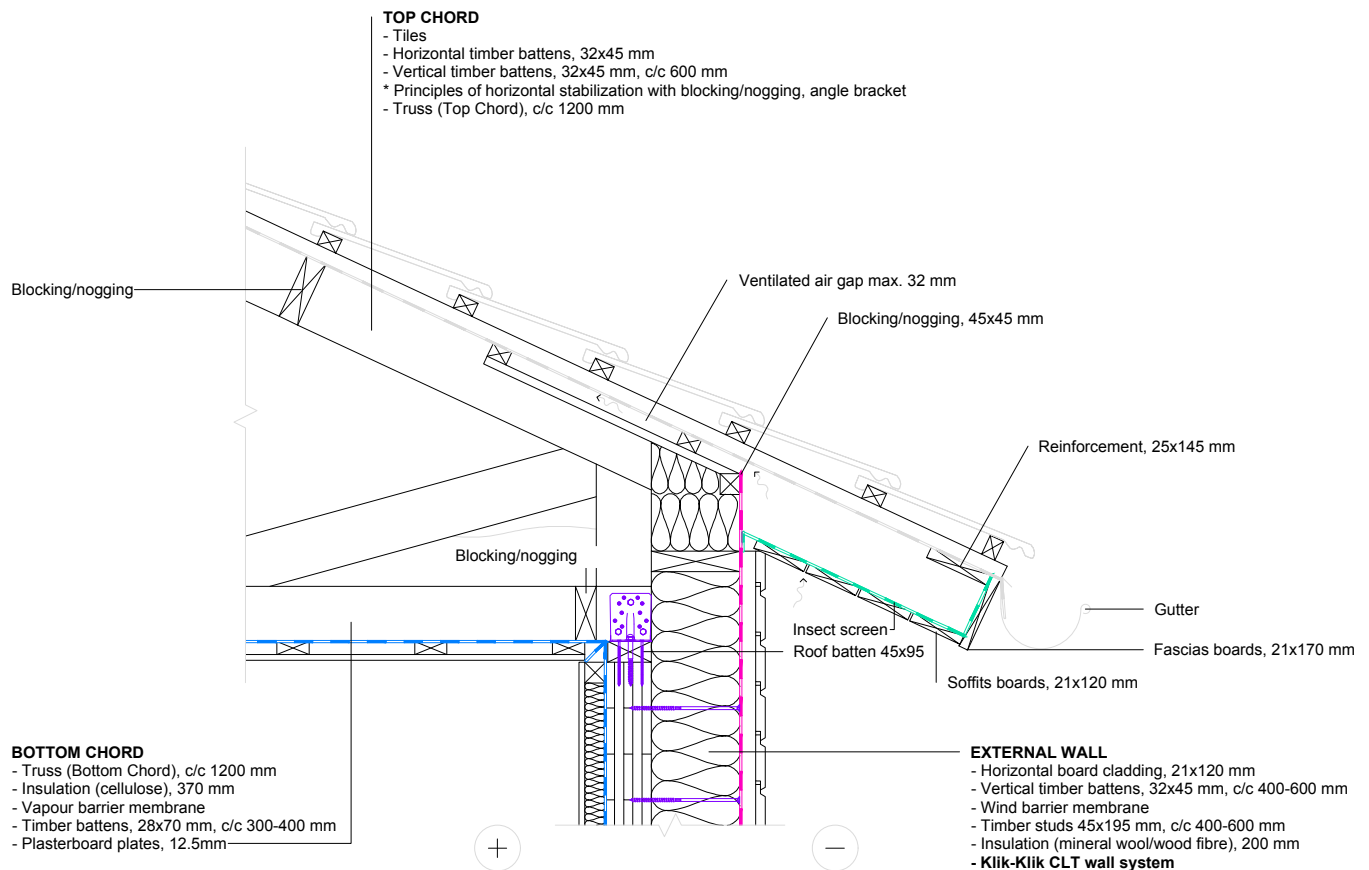 TOP CHORD
- Tiles
- Horizontal timber battens, 32x45 mm
- Vertical timber battens, 32x45 mm, c/c 600 mm
* Principles of horizontal stabilization with blocking/nogging, angle bracket
- Truss (Top Chord), c/c 1200 mm
Blocking/nogging
Ventilated air gap max. 32 mm
Blocking/nogging, 45x45 mm
Reinforcement, 25x145 mm
Blocking/nogging
Insect screen
Roof batten 45x95
Gutter
Fascias boards, 21x170 mm
Soffits boards, 21x120 mm
BOTTOM CHORD
- Truss (Bottom Chord), c/c 1200 mm
- Insulation (cellulose), 370 mm
- Vapour barrier membrane
- Timber battens, 28x70 mm, c/c 300-400 mm
- Plasterboard plates, 12.5mm
+
−
EXTERNAL WALL
- Horizontal board cladding, 21x120 mm
- Vertical timber battens, 32x45 mm, c/c 400-600 mm
- Wind barrier membrane
- Timber studs 45x195 mm, c/c 400-600 mm
- Insulation (mineral wool/wood fibre), 200 mm
- Klik-Klik CLT wall system